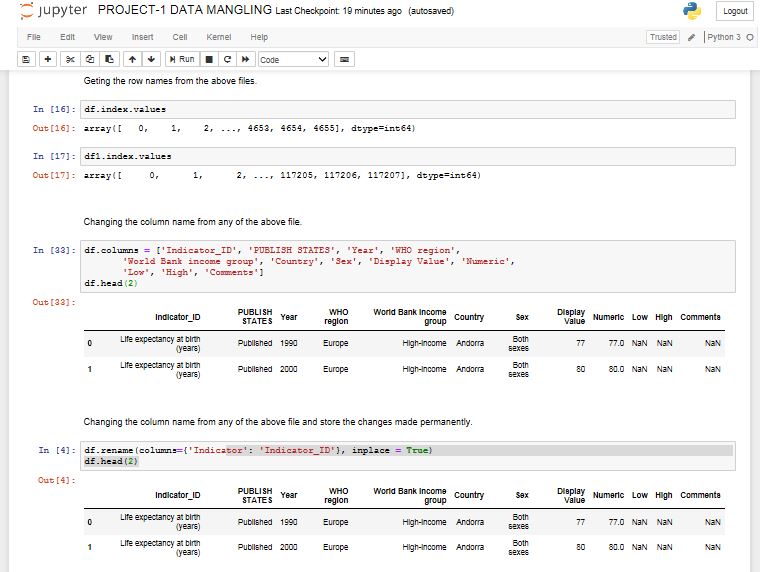 jupyter PROJECT-1 DATA MANGLING Last Checkpoint: 19 minutes ago (autosaved)
Logout
File Edit View Insert Cell Kernel Help
Trusted Python 3
Run Code
Geting the row names from the above files.
In [16]: df.index.values
Out[16]: array([ 0, 1, 2, ..., 4653, 4654, 4655], dtype=int64)
In [17]: df1.index.values
Out[17]: array([ 0, 1, 2, ..., 117205, 117206, 117207], dtype=int64)
Changing the column name from any of the above file.
In [33]: df.columns = ['Indicator_ID', 'PUBLISH STATES', 'Year', 'WHO region',
'World Bank income group', 'Country', 'Sex', 'Display Value', 'Numeric',
'Low', 'High', 'Comments']
df.head(2)
Out[33]:
Indicator_ID PUBLISH STATES Year WHO region World Bank income group Country Sex Display Value Numeric Low High Comments
0 Life expectancy at birth (years) Published 1990 Europe High-income Andorra Both sexes 77 77.0 NaN NaN NaN
1 Life expectancy at birth (years) Published 2000 Europe High-income Andorra Both sexes 80 80.0 NaN NaN NaN
Changing the column name from any of the above file and store the changes made permanently.
In [4]: df.rename(columns={'Indicator': 'Indicator_ID'}, inplace = True)
df.head(2)
Out[4]:
Indicator_ID PUBLISH STATES Year WHO region World Bank income group Country Sex Display Value Numeric Low High Comments
0 Life expectancy at birth (years) Published 1990 Europe High-income Andorra Both sexes 77 77.0 NaN NaN NaN
1 Life expectancy at birth (years) Published 2000 Europe High-income Andorra Both sexes 80 80.0 NaN NaN NaN